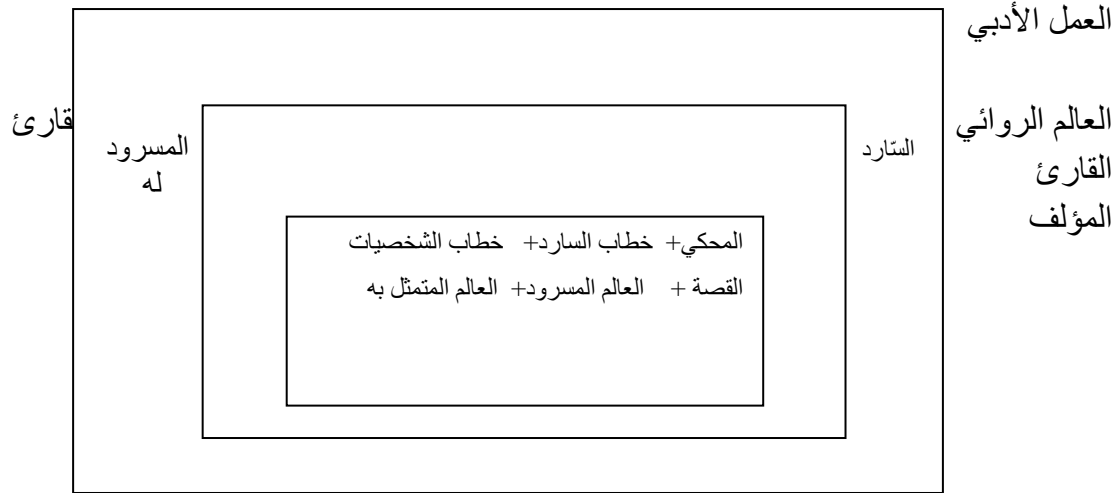 العمل الأدبي
العالم الروائي
القارئ
المؤلف
السّارد
المحكي+ خطاب السارد+ خطاب الشخصيات
القصة + العالم المسرود+ العالم المتمثل به
المسرود
له
قارئ